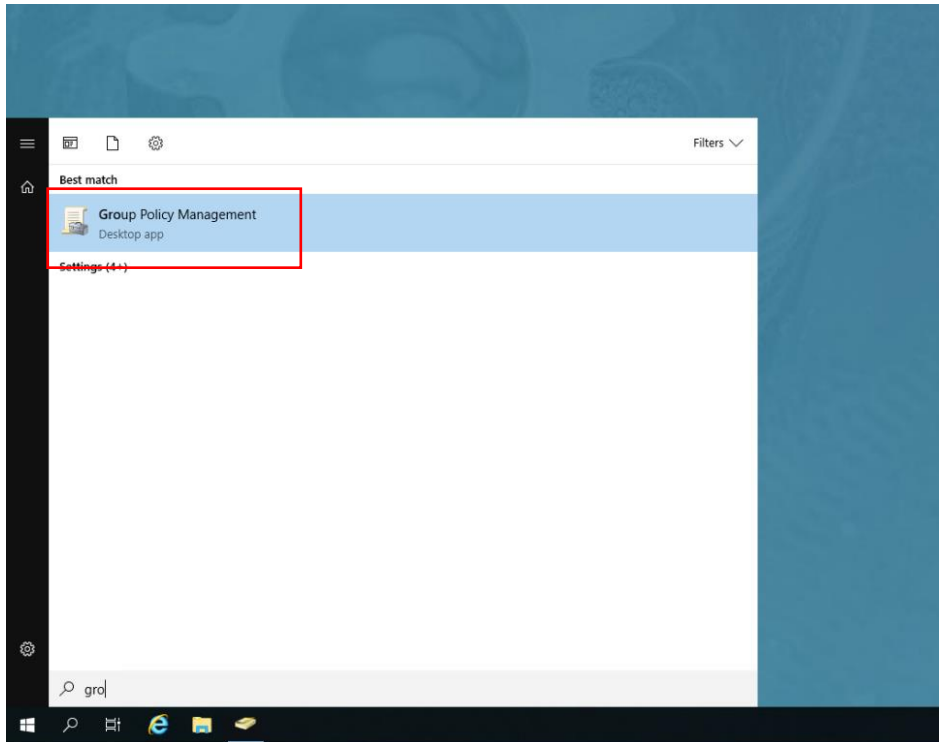 Filters
Best match
Group Policy Management
Desktop app
Settings (4+)
gro